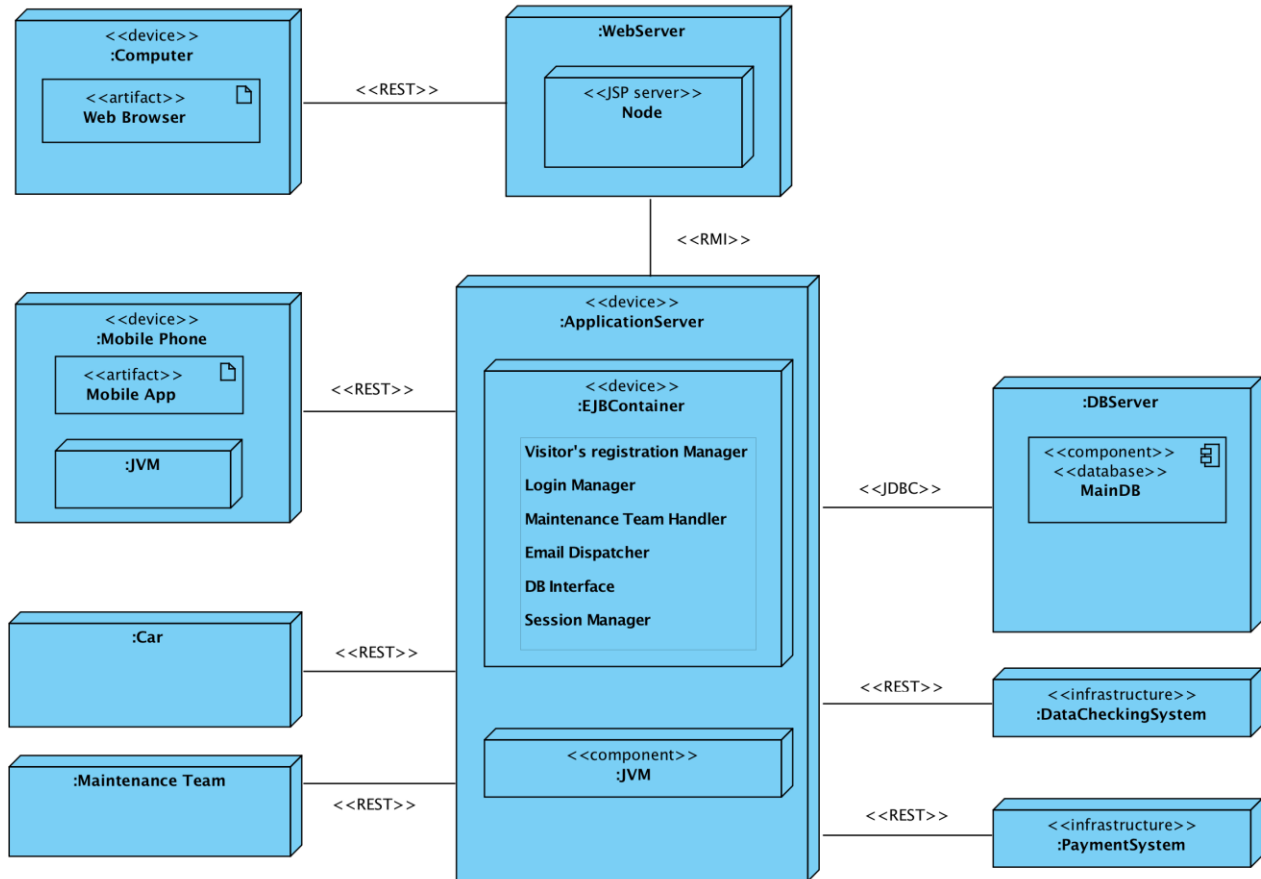 <<device>>
:Computer
<<artifact>>
Web Browser
<<REST>>
:WebServer
<<JSP server>>
Node
<<RMI>>
<<device>>
:Mobile Phone
<<artifact>>
Mobile App
:JVM
<<REST>>
<<device>>
:ApplicationServer
<<device>>
:EJBContainer
Visitor's registration Manager
Login Manager
Maintenance Team Handler
Email Dispatcher
DB Interface
Session Manager
<<component>>
:JVM
<<JDBC>>
:DBServer
<<component>>
<<database>>
MainDB
:Car
<<REST>>
:Maintenance Team
<<REST>>
<<REST>>
<<infrastructure>>
:DataCheckingSystem
<<REST>>
<<infrastructure>>
:PaymentSystem